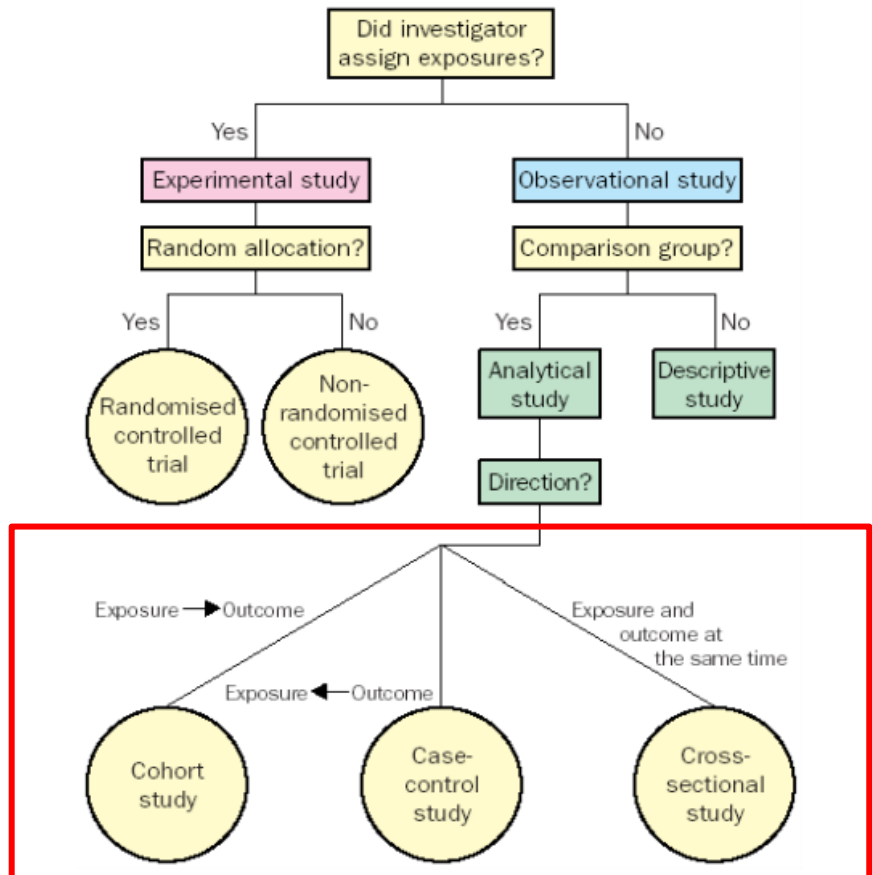 Did investigator
assign exposures?
Yes
No
Experimental study
Observational study
Random allocation?
Comparison group?
Yes
No
Yes
No
Randomised
controlled
trial
Non-
randomised
controlled
trial
Analytical
study
Descriptive
study
Direction?
Exposure → Outcome
Exposure ← Outcome
Exposure and
outcome at
the same time
Cohort
study
Case-
control
study
Cross-
sectional
study